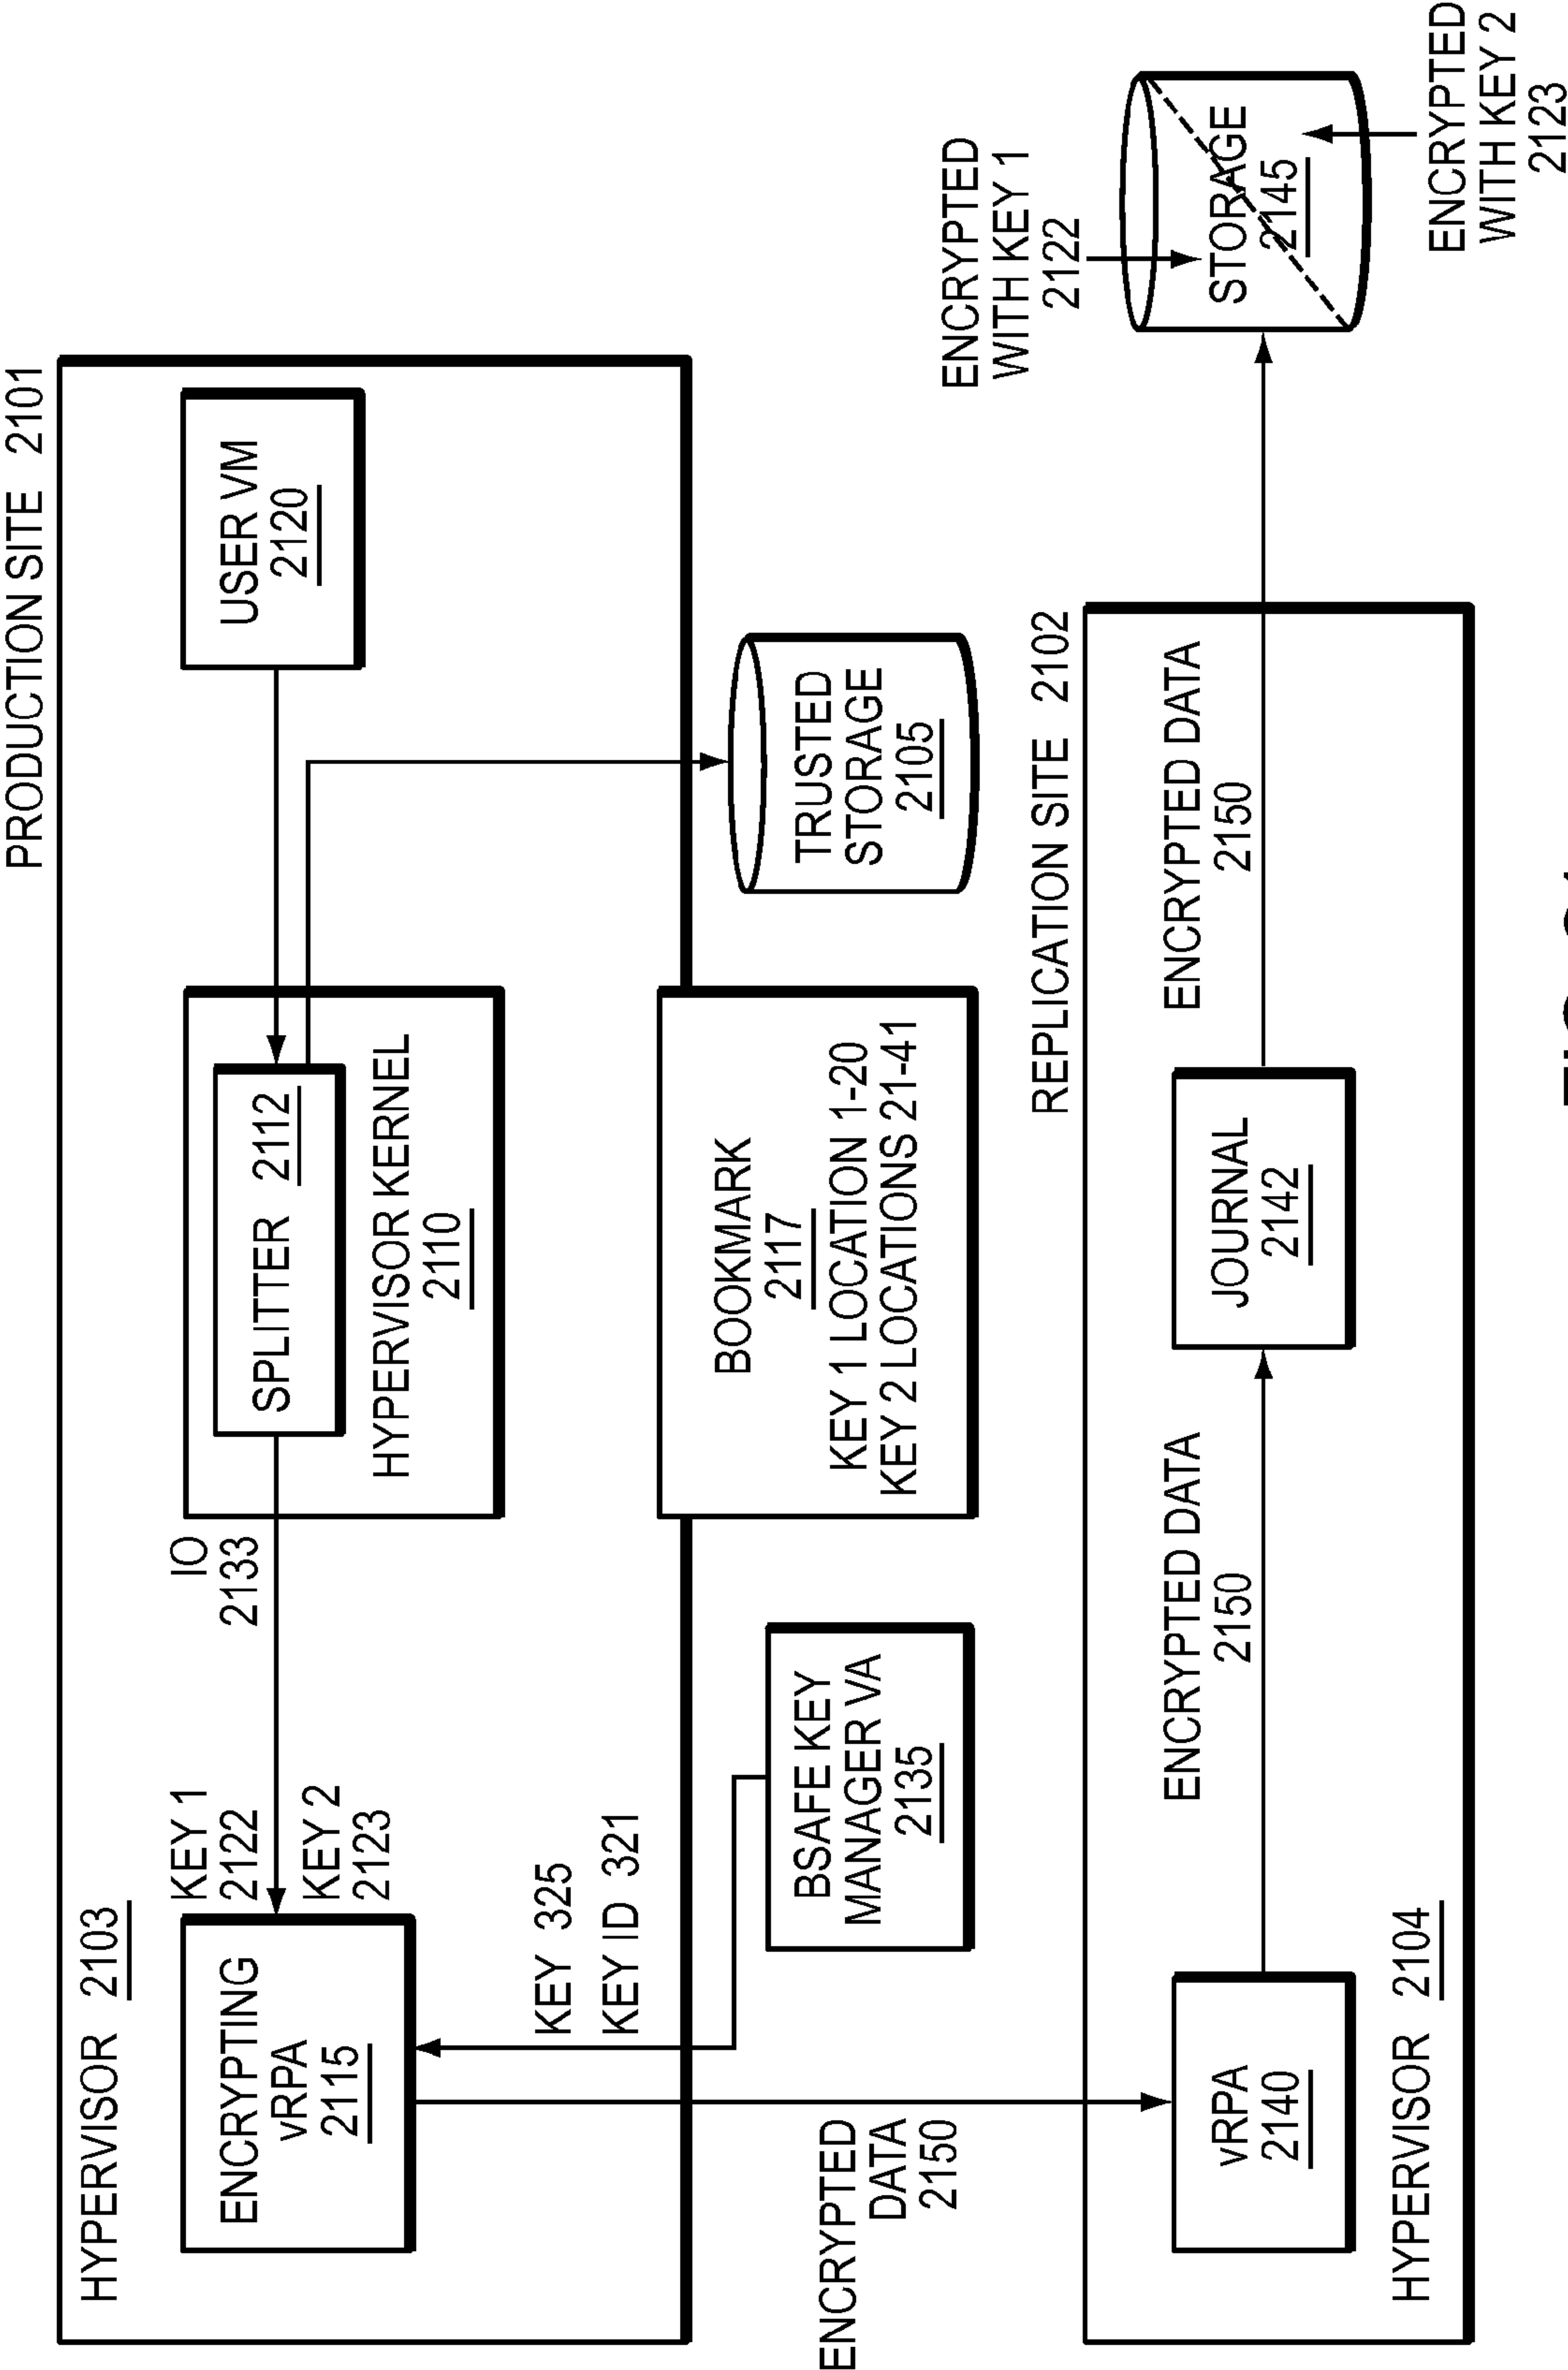 PRODUCTION SITE 2101
HYPERVISOR 2103
ENCRYPTING
vRPA
2115
KEY 1
2122
KEY 2
2123
IO
2133
SPLITTER 2112
HYPERVISOR KERNEL
2110
USER VM
2120
KEY 325
KEY ID 321
BSAFE KEY
MANAGER VA
2135
BOOKMARK
2117
KEY 1 LOCATION 1-20
KEY 2 LOCATIONS 21-41
TRUSTED
STORAGE
2105
ENCRYPTED
DATA
2150
REPLICATION SITE 2102
vRPA
2140
HYPERVISOR 2104
ENCRYPTED DATA
2150
JOURNAL
2142
ENCRYPTED DATA
2150
ENCRYPTED
WITH KEY 1
2122
STORAGE
2145
ENCRYPTED
WITH KEY 2
2123